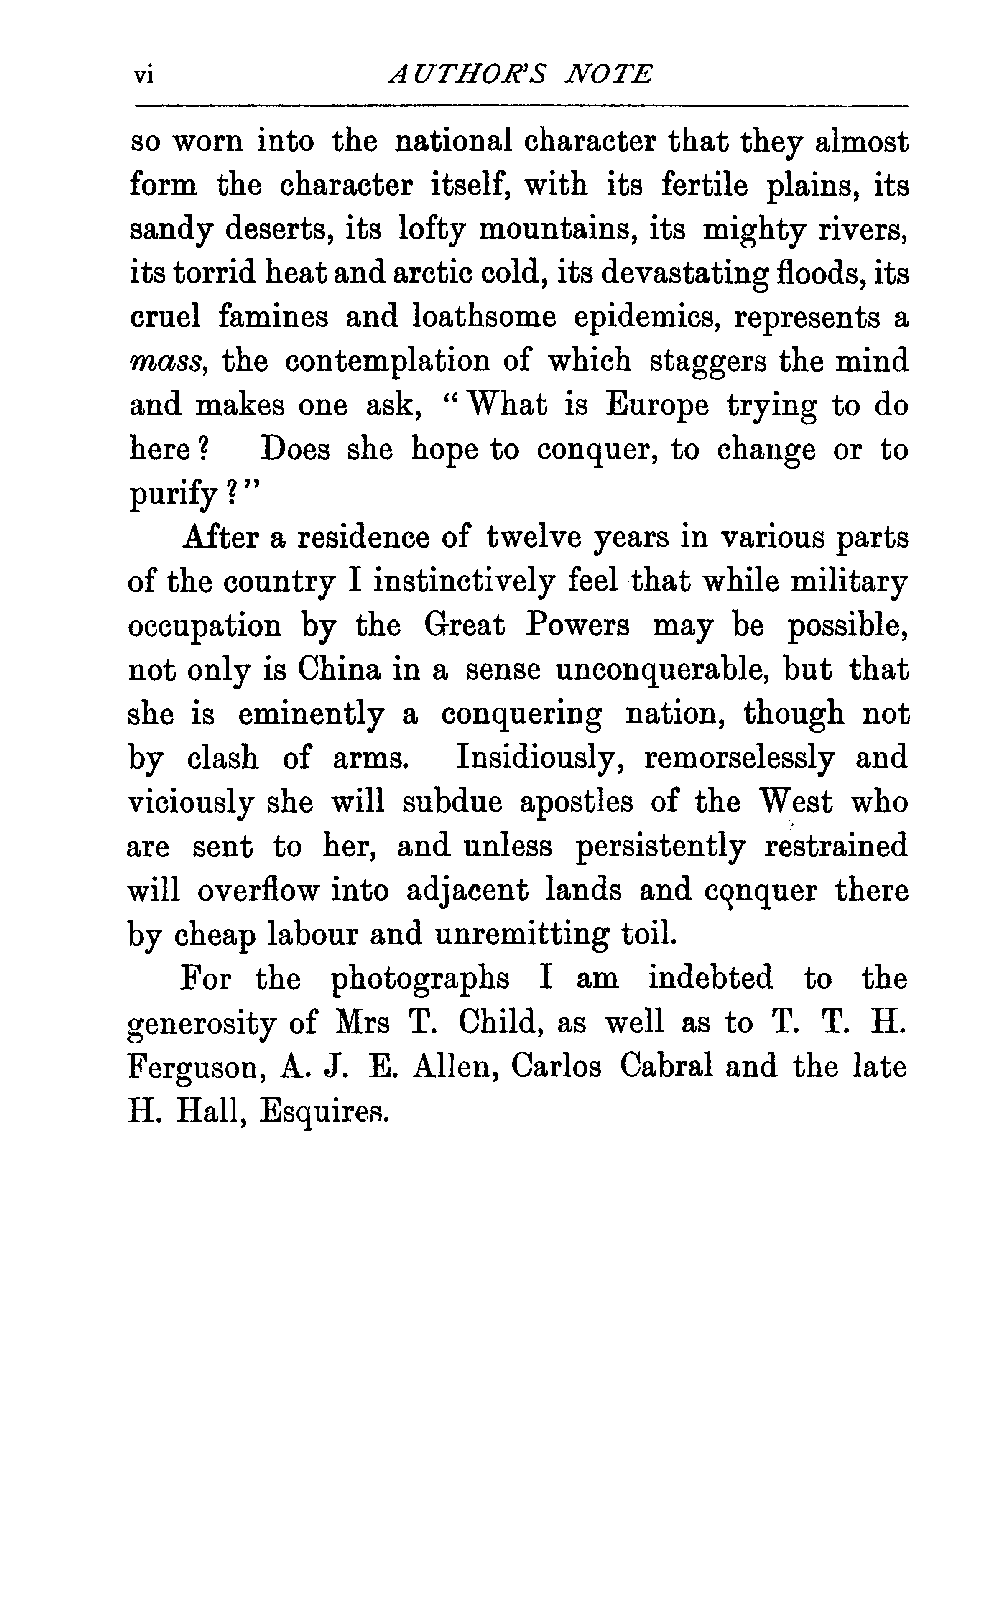 vi AUTHOR'S NOTE
so worn into the national character that they almost
form the character itself, with its fertile plains, its
sandy deserts, its lofty mountains, its mighty rivers,
its torrid heat and arctic cold, its devastating floods, its
cruel famines and loathsome epidemics, represents a
mass, the contemplation of which staggers the mind
and makes one ask, “What is Europe trying to do
here? Does she hope to conquer, to change or to
purify?”
After a residence of twelve years in various parts
of the country I instinctively feel that while military
occupation by the Great Powers may be possible,
not only is China in a sense unconquerable, but that
she is eminently a conquering nation, though not
by clash of arms. Insidiously, remorselessly and
viciously she will subdue apostles of the West who
are sent to her, and unless persistently restrained
will overflow into adjacent lands and conquer there
by cheap labour and unremitting toil.
For the photographs I am indebted to the
generosity of Mrs T. Child, as well as to T. T. H.
Ferguson, A. J. E. Allen, Carlos Cabral and the late
H. Hall, Esquires.